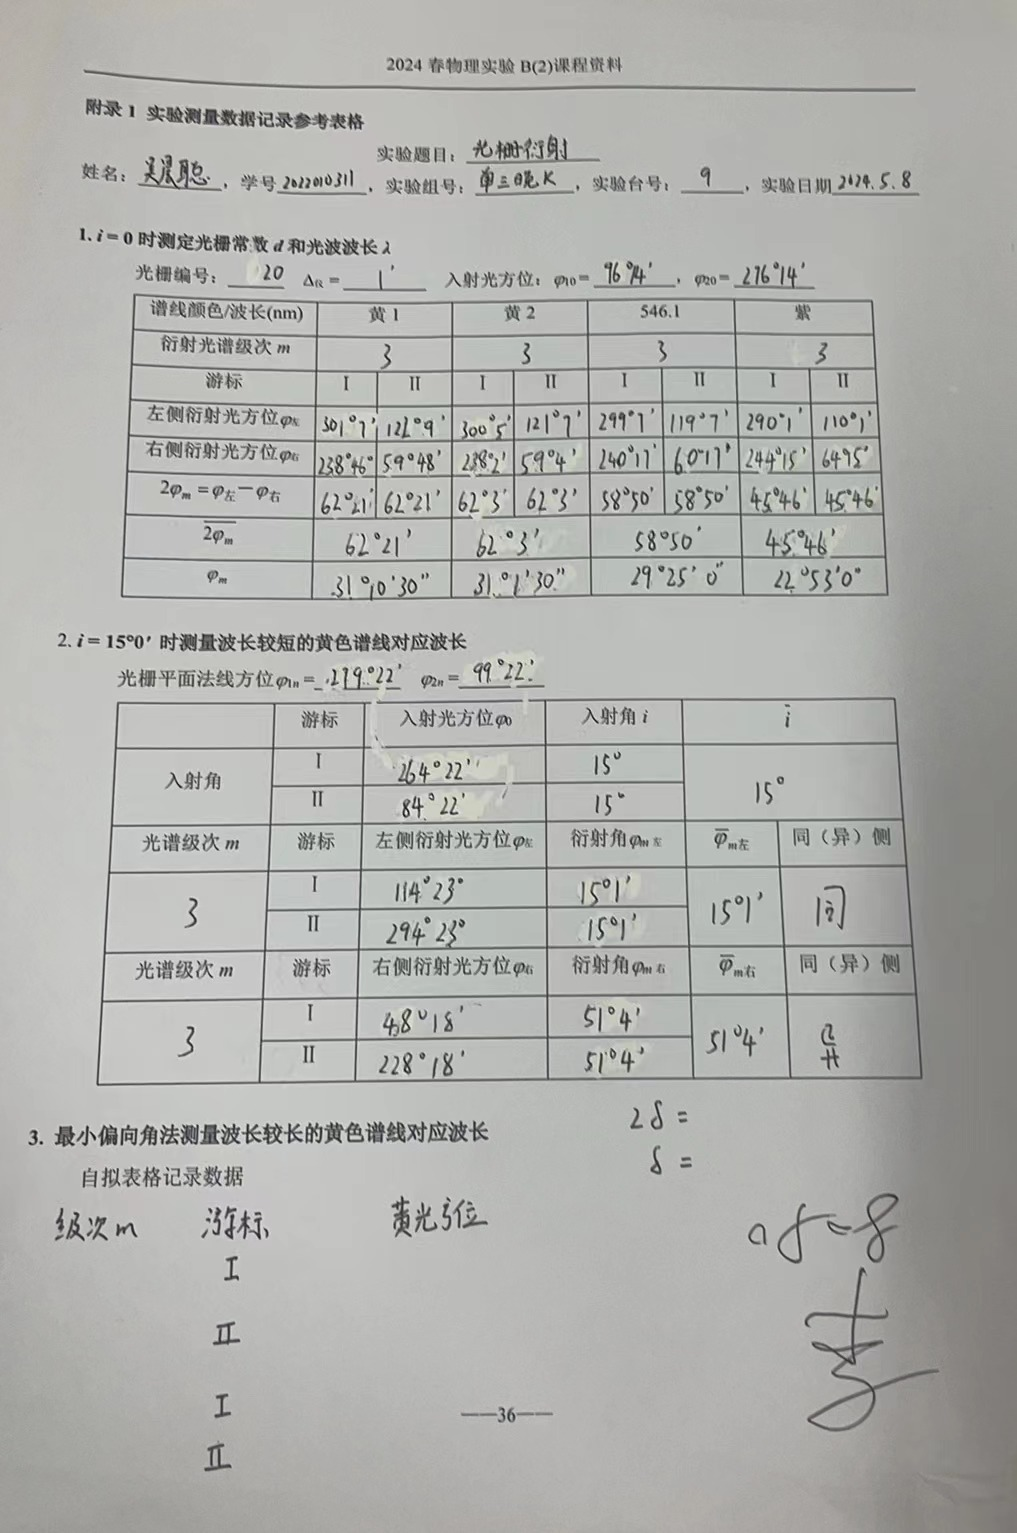 2024 春物理实验 B(2)课程资料
附录 1 实验测量数据记录参考表格
实验题目: 光栅衍射
姓名: 吴晨聪, 学号 2022010311, 实验组号: 单三晚K, 实验台号: 9, 实验日期 2024.5.8
1. i = 0 时测定光栅常数 d 和光波波长 λ
光栅编号: 20 Δ仪 = 1′ 入射光方位: φ10 = 96°14′, φ20 = 276°14′
谱线颜色/波长(nm) 黄 1 黄 2 546.1 紫
衍射光谱级次 m 3 3 3 3
游标 I II I II I II I II
左侧衍射光方位φ左 301°7′ 122°9′ 300°5′ 121°7′ 299°7′ 119°7′ 290°1′ 110°1′
右侧衍射光方位φ右 238°46° 59°48′ 238°2′ 59°4′ 240°17′ 60°17′ 244°15′ 64°15′
2φm = φ左 − φ右 62°21′ 62°21′ 62°3′ 62°3′ 58°50′ 58°50′ 45°46′ 45°46′
2φm 62°21′ 62°3′ 58°50′ 45°46′
φm 31°10′30″ 31°1′30″ 29°25′0″ 22°53′0″
2. i = 15°0′ 时测量波长较短的黄色谱线对应波长
光栅平面法线方位φ1n = 279°22′ φ2n = 99°22′
游标 入射光方位φ0 入射角 i i
入射角 I 264°22′ 15° 15°
II 84°22′ 15°
光谱级次 m 游标 左侧衍射光方位φ左 衍射角φm左 φm左 同（异）侧
3 I 114°23° 15°1′ 15°1′ 同
II 294°23° 15°1′
光谱级次 m 游标 右侧衍射光方位φ右 衍射角φm右 φm右 同（异）侧
3 I 48°18′ 51°4′ 51°4′ 异
II 228°18′ 51°4′
3. 最小偏向角法测量波长较长的黄色谱线对应波长
2δ =
δ =
自拟表格记录数据
级次m 游标 黄光方位
I
II
I
II
——36——